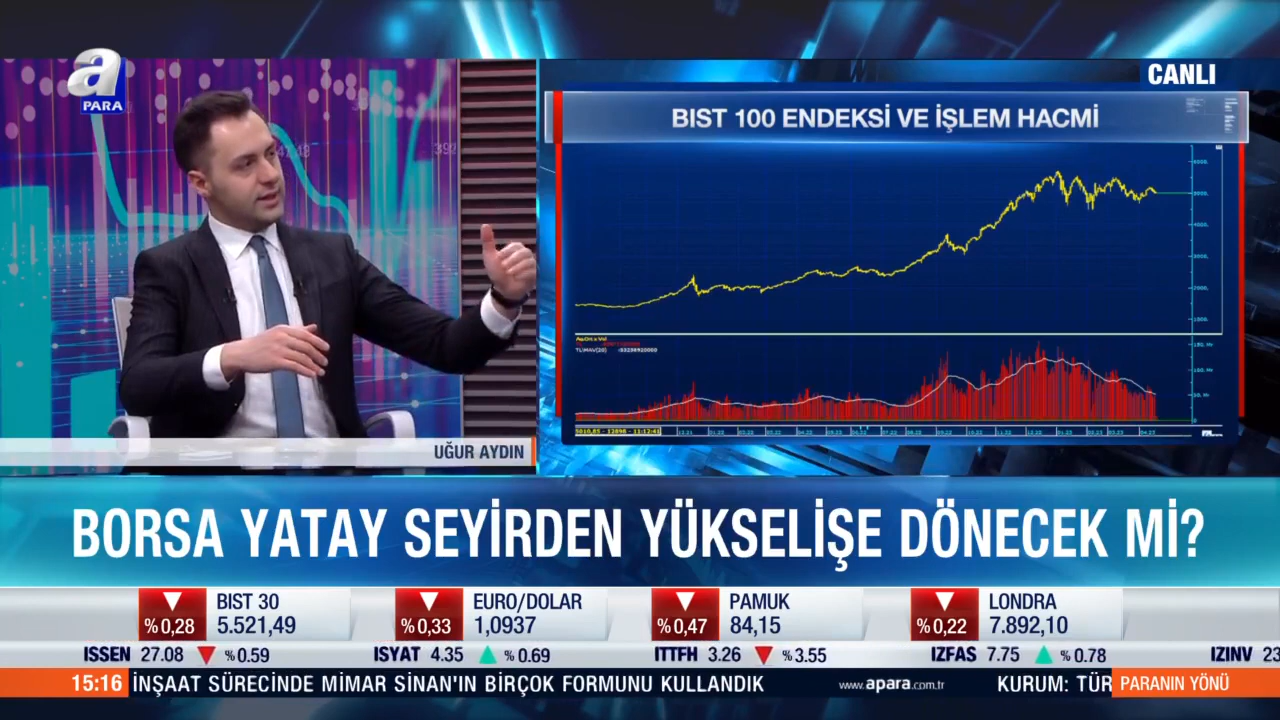 a
PARA
CANLI
BIST 100 ENDEKSİ VE İŞLEM HACMİ
UĞUR AYDIN
BORSA YATAY SEYİRDEN YÜKSELİŞE DÖNECEK Mİ?
BIST 30
%0,28 5.521,49
EURO/DOLAR
%0,33 1,0937
PAMUK
%0,47 84,15
LONDRA
%0,22 7.892,10
ISSEN 27.08 %0.59 ISYAT 4.35 %0.69 ITTFH 3.26 %3.55 IZFAS 7.75 %0.78 IZINV 23
15:16 İNŞAAT SÜRECİNDE MİMAR SİNAN'IN BİRÇOK FORMUNU KULLANDIK www.apara.com.tr KURUM: TÜR PARANIN YÖNÜ